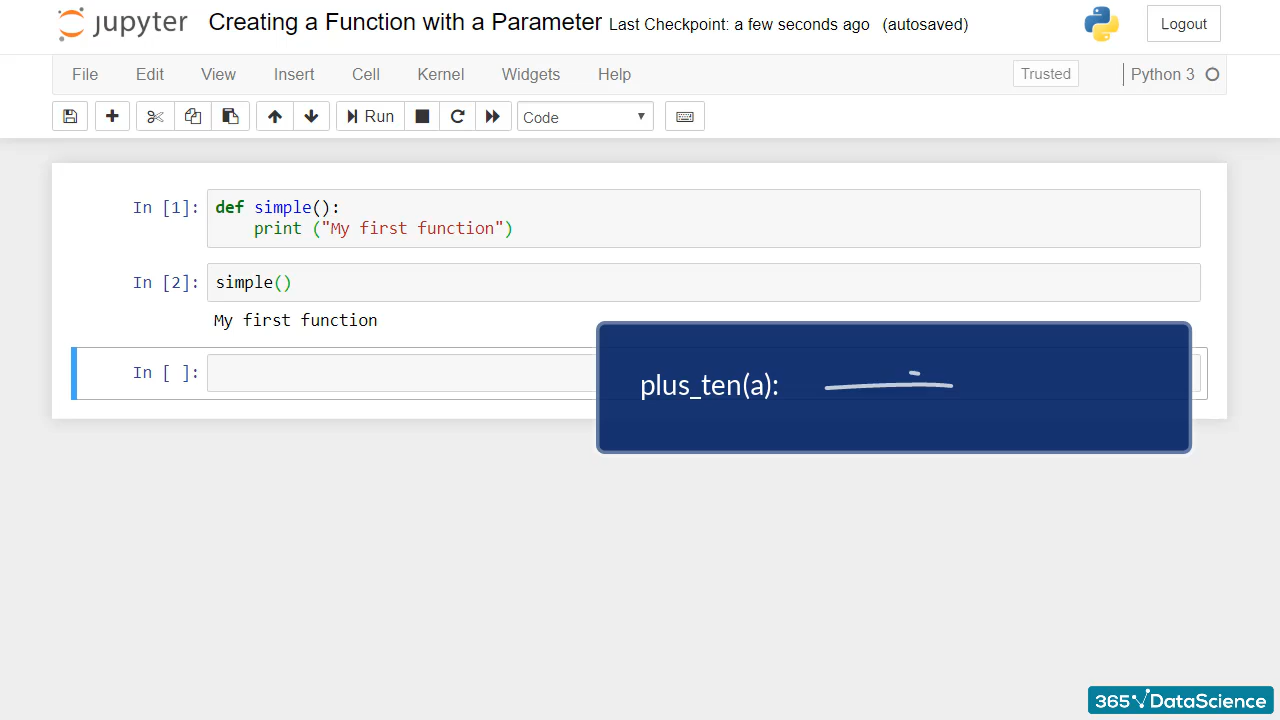 jupyter Creating a Function with a Parameter Last Checkpoint: a few seconds ago (autosaved) Logout
File Edit View Insert Cell Kernel Widgets Help Trusted Python 3
Run Code
In [1]: def simple():
print ("My first function")
In [2]: simple()
My first function
In [ ]:
plus_ten(a):
365 DataScience